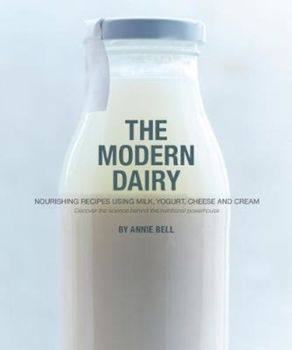 THE
MODERN
DAIRY
NOURISHING RECIPES USING MILK, YOGURT, CHEESE AND CREAM
Discover the science behind this nutritional powerhouse
BY ANNIE BELL